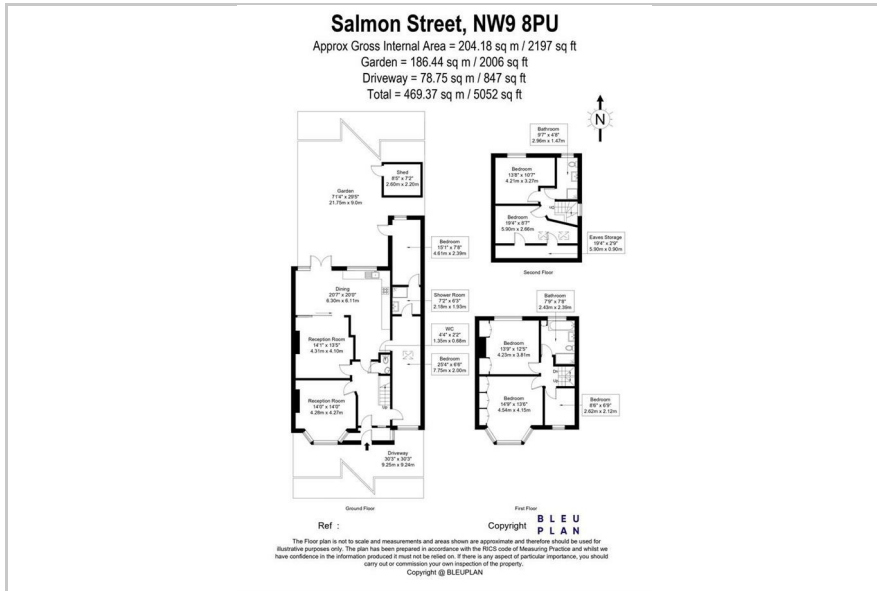 Salmon Street, NW9 8PU
Approx Gross Internal Area = 204.18 sq m / 2197 sq ft
Garden = 186.44 sq m / 2006 sq ft
Driveway = 78.75 sq m / 847 sq ft
Total = 469.37 sq m / 5052 sq ft
N
Shed
8'5" x 7'2"
2.60m x 2.20m
Garden
71'4" x 29'5"
21.75m x 9.0m
Bedroom
15'1" x 7'8"
4.61m x 2.39m
Dining
20'7" x 20'0"
6.30m x 6.11m
Shower Room
7'2" x 6'3"
2.18m x 1.93m
WC
4'4" x 2'2"
1.35m x 0.68m
Reception Room
14'1" x 13'5"
4.31m x 4.10m
Bedroom
25'4" x 6'6"
7.75m x 2.00m
Reception Room
14'0" x 14'0"
4.28m x 4.27m
Up
Driveway
30'3" x 30'3"
9.25m x 9.24m
Ground Floor
Bathroom
9'7" x 4'8"
2.96m x 1.47m
Bedroom
13'8" x 10'7"
4.21m x 3.27m
Bedroom
19'4" x 8'7"
5.90m x 2.66m
Eaves Storage
19'4" x 2'9"
5.90m x 0.90m
Second Floor
Bathroom
7'9" x 7'8"
2.43m x 2.39m
Bedroom
13'9" x 12'5"
4.23m x 3.81m
Dn
Up
Bedroom
14'9" x 13'6"
4.54m x 4.15m
Bedroom
8'6" x 6'9"
2.62m x 2.12m
First Floor
Ref :
Copyright
BLEU
PLAN
The Floor plan is not to scale and measurements and areas shown are approximate and therefore should be used for
illustrative purposes only. The plan has been prepared in accordance with the RICS code of Measuring Practice and whilst we
have confidence in the information produced it must not be relied on. If there is any aspect of particular importance, you should
carry out or commission your own inspection of the property.
Copyright @ BLEUPLAN